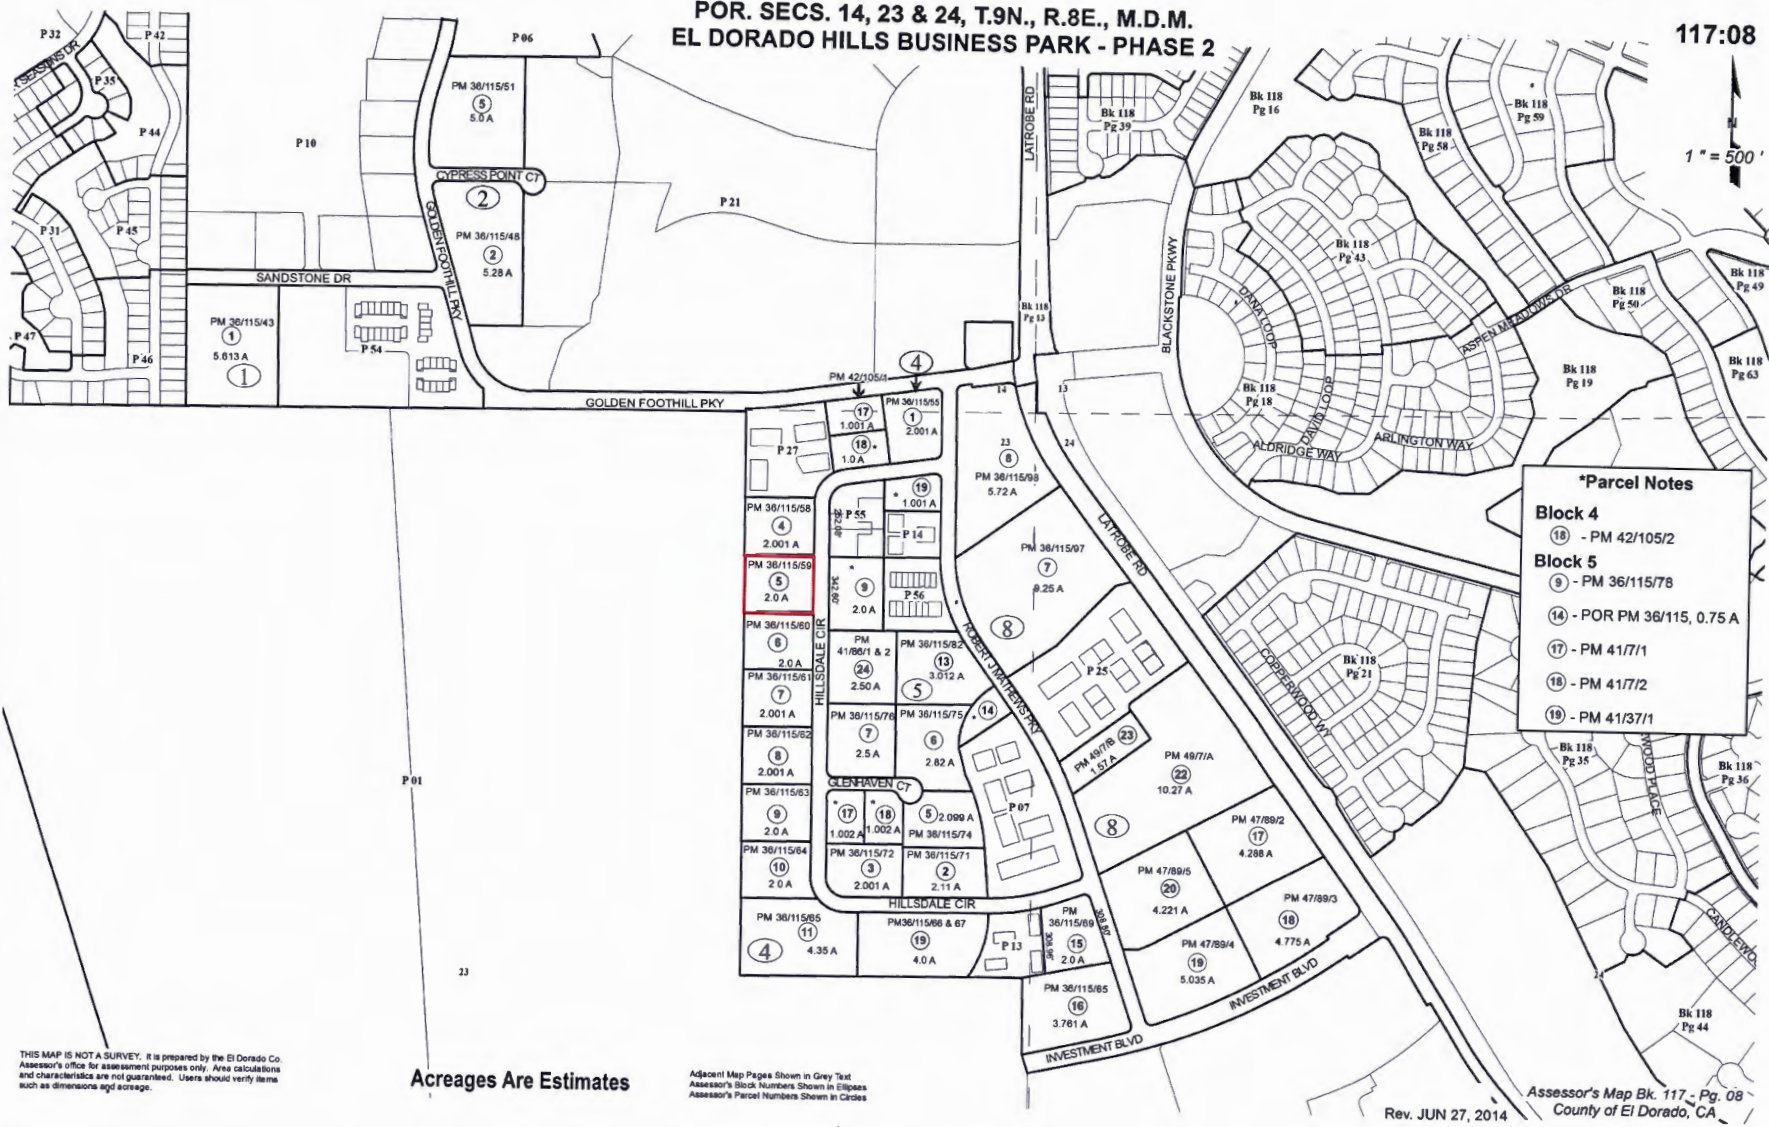 POR. SECS. 14, 23 & 24, T.9N., R.8E., M.D.M.
EL DORADO HILLS BUSINESS PARK - PHASE 2
117:08
N
1 " = 500 '
P 32
P 42
SEASONS DR
P 35
P 44
P 31
P 45
P 47
P 46
P 10
P 06
PM 36/115/51
5
5.0 A
CYPRESS POINT CT
2
PM 36/115/48
2
5.28 A
GOLDEN FOOTHILL PKY
SANDSTONE DR
PM 36/115/43
1
5.613 A
1
P 54
P 21
LATROBE RD
Bk 118
Pg 39
Bk 118
Pg 16
Bk 118
Pg 58
Bk 118
Pg 59
Bk 118
Pg 13
BLACKSTONE PKWY
Bk 118
Pg 43
DANA LOOP
DAVID LOOP
Bk 118
Pg 18
ALDRIDGE WAY
ARLINGTON WAY
ASPEN MEADOWS DR
Bk 118
Pg 50
Bk 118
Pg 49
Bk 118
Pg 19
Bk 118
Pg 63
GOLDEN FOOTHILL PKY
PM 42/105/1
4
14
13
23
24
P 27
17
1.001 A
18 *
1.0 A
PM 36/115/55
1
2.001 A
8
PM 36/115/98
5.72 A
* 19
1.001 A
P 55
252.08'
P 14
PM 36/115/58
4
2.001 A
PM 36/115/59
5
2.0 A
342.60'
*
9
2.0 A
P 56
PM 36/115/97
7
9.25 A
LATROBE RD
8
ROBERT J MATHEWS PKY
PM 36/115/60
6
2.0 A
HILLSDALE CIR
PM
41/86/1 & 2
24
2.50 A
PM 36/115/82
13
3.012 A
5
PM 36/115/61
7
2.001 A
PM 36/115/76
7
2.5 A
PM 36/115/75
6
2.82 A
* 14
P 25
PM 36/115/62
8
2.001 A
GLENHAVEN CT
PM 49/7/B 23
1.57 A
PM 49/7/A
22
10.27 A
P 07
PM 36/115/63
9
2.0 A
* 17
1.002 A
* 18
1.002 A
5 2.099 A
PM 36/115/74
8
PM 36/115/64
10
2.0 A
PM 36/115/72
3
2.001 A
PM 36/115/71
2
2.11 A
PM 47/89/2
17
4.288 A
PM 47/89/5
20
4.221 A
PM 47/89/3
18
4.775 A
PM 47/89/4
19
5.035 A
HILLSDALE CIR
PM 36/115/65
11
4.35 A
4
PM36/115/66 & 67
19
4.0 A
P 13
308.96'
PM
36/115/69
15
2.0 A
308.80'
PM 36/115/65
16
3.761 A
INVESTMENT BLVD
INVESTMENT BLVD
P 01
23
COPPERWOOD WY
Bk 118
Pg 21
*Parcel Notes
Block 4
18 - PM 42/105/2
Block 5
9 - PM 36/115/78
14 - POR PM 36/115, 0.75 A
17 - PM 41/7/1
18 - PM 41/7/2
19 - PM 41/37/1
Bk 118
Pg 35
WOOD PLACE
Bk 118
Pg 36
CANDLEWO
24
Bk 118
Pg 44
THIS MAP IS NOT A SURVEY. It is prepared by the El Dorado Co.
Assessor's office for assessment purposes only. Area calculations
and characteristics are not guaranteed. Users should verify items
such as dimensions and acreage.
Acreages Are Estimates
Adjacent Map Pages Shown in Grey Text
Assessor's Block Numbers Shown in Ellipses
Assessor's Parcel Numbers Shown in Circles
Rev. JUN 27, 2014
Assessor's Map Bk. 117 - Pg. 08
County of El Dorado, CA